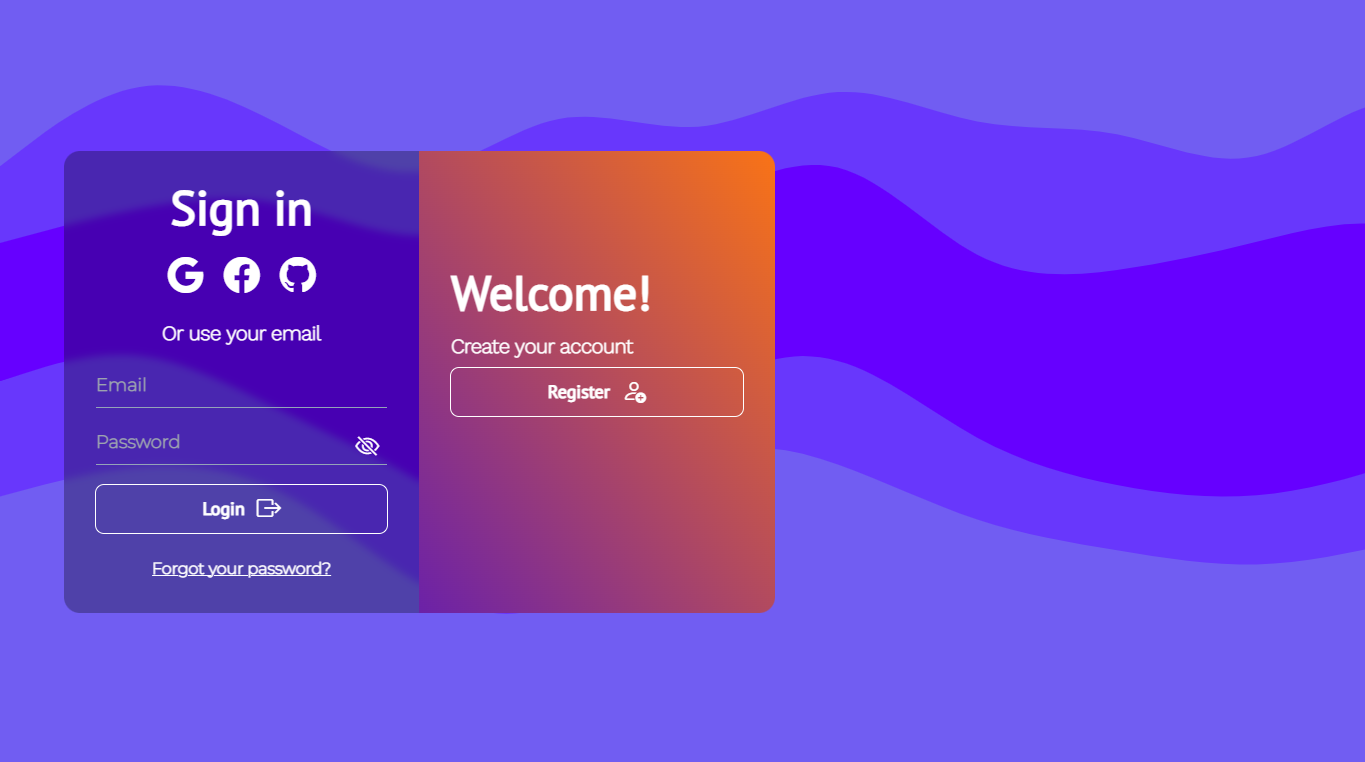 Sign in
Or use your email
Email
Password
Login
Forgot your password?
Welcome!
Create your account
Register